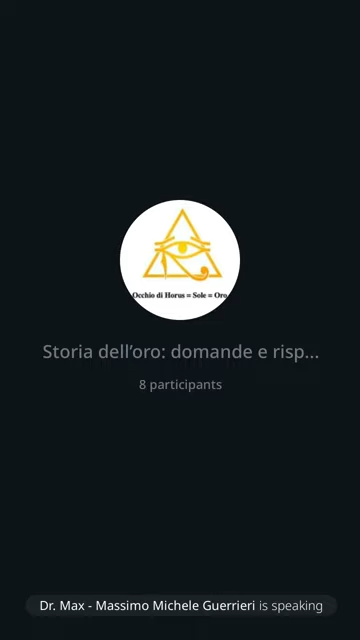 Occhio di Horus = Sole = Oro
Storia dell’oro: domande e risp...
8 participants
Dr. Max - Massimo Michele Guerrieri is speaking